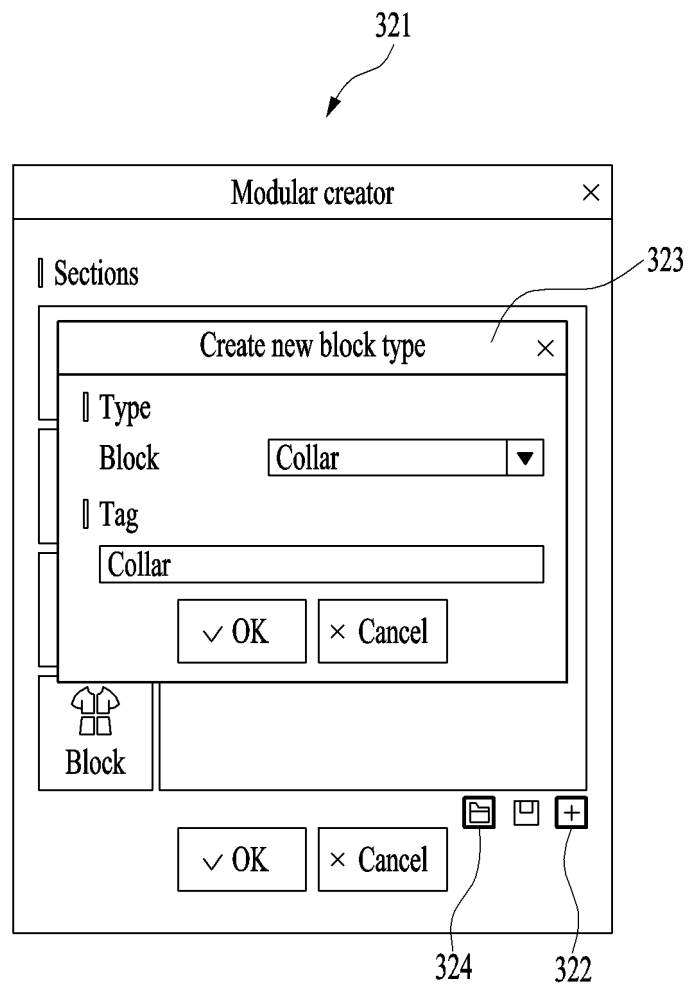 321
Modular creator
Sections
323
Create new block type
Type
Block Collar
Tag
Collar
OK Cancel
Block
OK Cancel
324 322